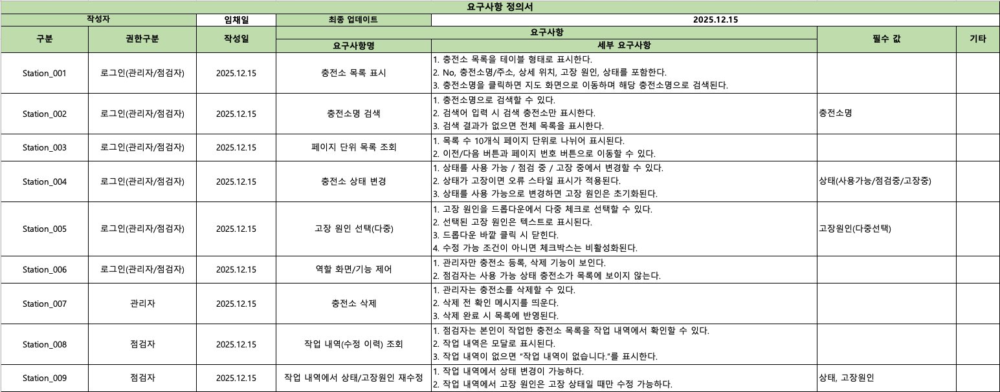 요구사항 정의서
작성자 임채일 최종 업데이트 2025.12.15
구분 권한구분 작성일 요구사항 필수 값 기타
요구사항명 세부 요구사항
Station_001 로그인(관리자/점검자) 2025.12.15 충전소 목록 표시
1. 충전소 목록을 테이블 형태로 표시한다.
2. No, 충전소명/주소, 상세 위치, 고장 원인, 상태를 포함한다.
3. 충전소명을 클릭하면 지도 화면으로 이동하며 해당 충전소명으로 검색된다.
Station_002 로그인(관리자/점검자) 2025.12.15 충전소명 검색
1. 충전소명으로 검색할 수 있다.
2. 검색어 입력 시 검색 충전소만 표시한다.
3. 검색 결과가 없으면 전체 목록을 표시한다.
충전소명
Station_003 로그인(관리자/점검자) 2025.12.15 페이지 단위 목록 조회
1. 목록 수 10개식 페이지 단위로 나뉘어 표시된다.
2. 이전/다음 버튼과 페이지 번호 버튼으로 이동할 수 있다.
Station_004 로그인(관리자/점검자) 2025.12.15 충전소 상태 변경
1. 상태를 사용 가능 / 점검 중 / 고장 중에서 변경할 수 있다.
2. 상태가 고장이면 오류 스타일 표시가 적용된다.
3. 상태를 사용 가능으로 변경하면 고장 원인은 초기화된다.
상태(사용가능/점검중/고장중)
Station_005 로그인(관리자/점검자) 2025.12.15 고장 원인 선택(다중)
1. 고장 원인을 드롭다운에서 다중 체크로 선택할 수 있다.
2. 선택된 고장 원인은 텍스트로 표시된다.
3. 드롭다운 바깥 클릭 시 닫힌다.
4. 수정 가능 조건이 아니면 체크박스는 비활성화된다.
고장원인(다중선택)
Station_006 로그인(관리자/점검자) 2025.12.15 역할 화면/기능 제어
1. 관리자만 충전소 등록, 삭제 기능이 보인다.
2. 점검자는 사용 가능 상태 충전소가 목록에 보이지 않는다.
Station_007 관리자 2025.12.15 충전소 삭제
1. 관리자는 충전소를 삭제할 수 있다.
2. 삭제 전 확인 메시지를 띄운다.
3. 삭제 완료 시 목록에 반영된다.
Station_008 점검자 2025.12.15 작업 내역(수정 이력) 조회
1. 점검자는 본인이 작업한 충전소 목록을 작업 내역에서 확인할 수 있다.
2. 작업 내역은 모달로 표시된다.
3. 작업 내역이 없으면 “작업 내역이 없습니다.”를 표시한다.
Station_009 점검자 2025.12.15 작업 내역에서 상태/고장원인 재수정
1. 작업 내역에서 상태 변경이 가능하다.
2. 작업 내역에서 고장 원인은 고장 상태일 때만 수정 가능하다.
상태, 고장원인